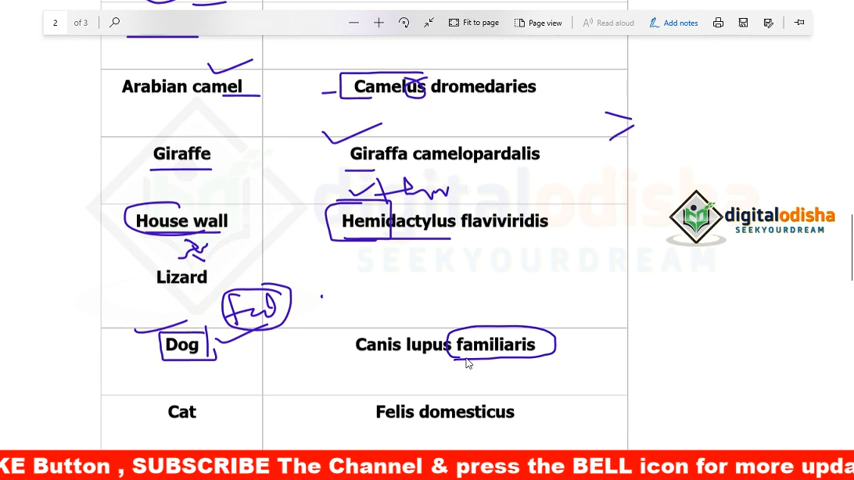 2 of 3
Fit to page
Page view
Read aloud
Add notes
Arabian camel
Camelus dromedaries
Giraffe
Giraffa camelopardalis
House wall
Hemidactylus flaviviridis
Lizard
digitalodisha
SEEKYOURDREAM
digitalodisha
SEEKYOURDREAM
Dog
Canis lupus familiaris
Cat
Felis domesticus
KE Button , SUBSCRIBE The Channel & press the BELL icon for more upda